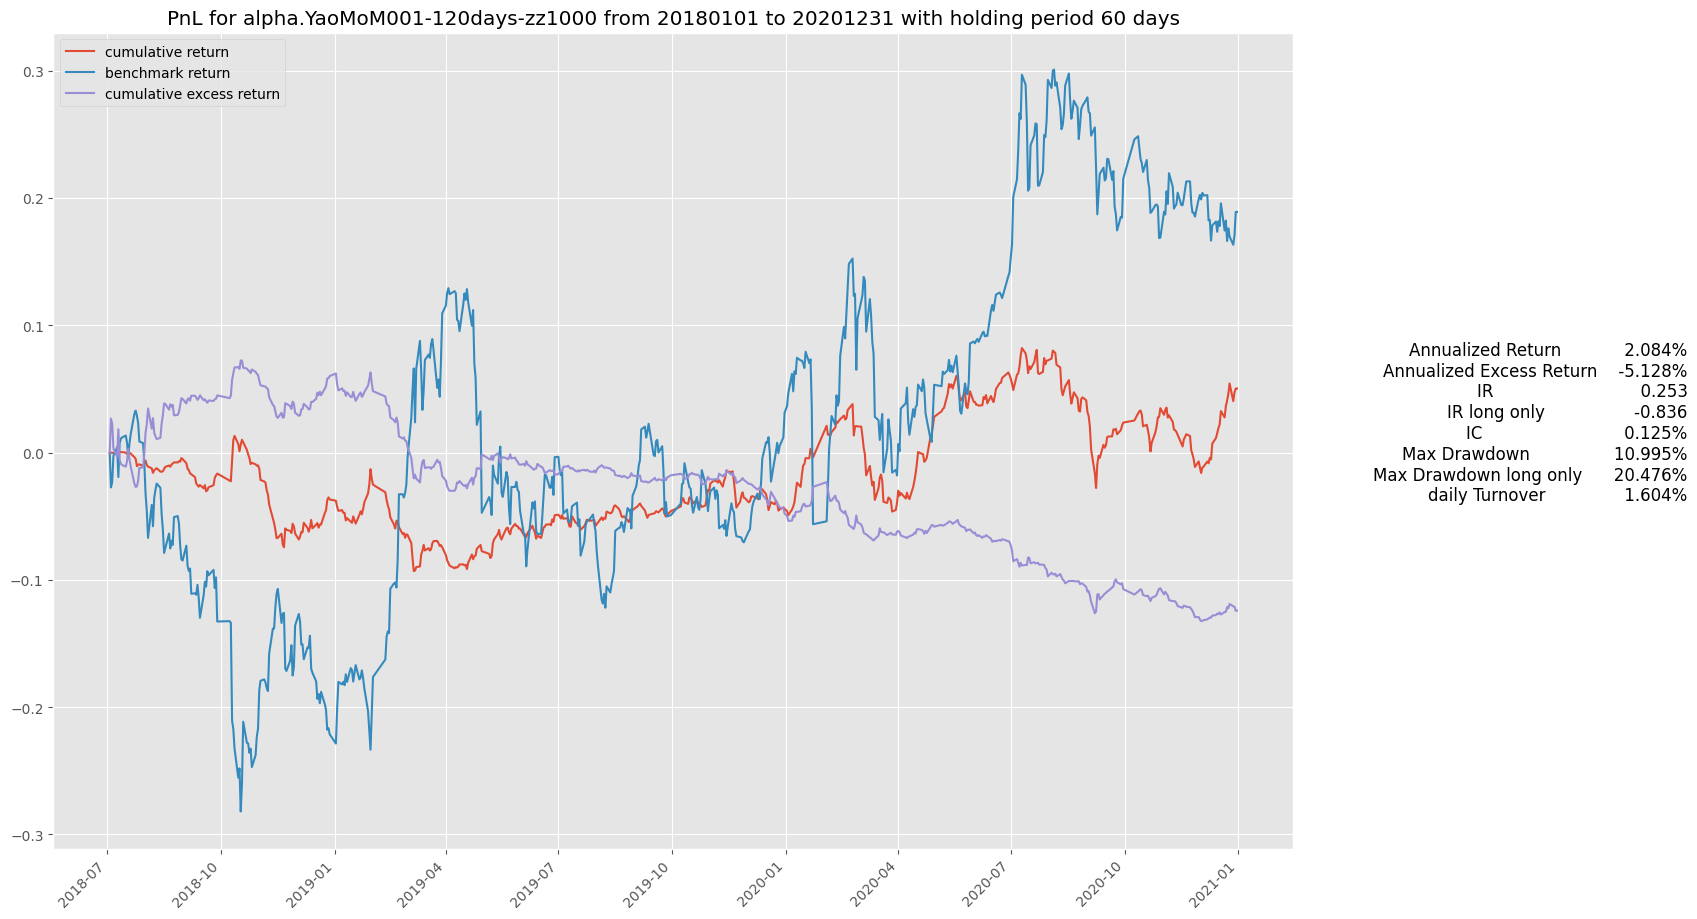 PnL for alpha.YaoMoM001-120days-zz1000 from 20180101 to 20201231 with holding period 60 days
cumulative return
benchmark return
cumulative excess return
0.3
0.2
0.1
0.0
−0.1
−0.2
−0.3
2018-07
2018-10
2019-01
2019-04
2019-07
2019-10
2020-01
2020-04
2020-07
2020-10
2021-01
Annualized Return 2.084%
Annualized Excess Return -5.128%
IR 0.253
IR long only -0.836
IC 0.125%
Max Drawdown 10.995%
Max Drawdown long only 20.476%
daily Turnover 1.604%